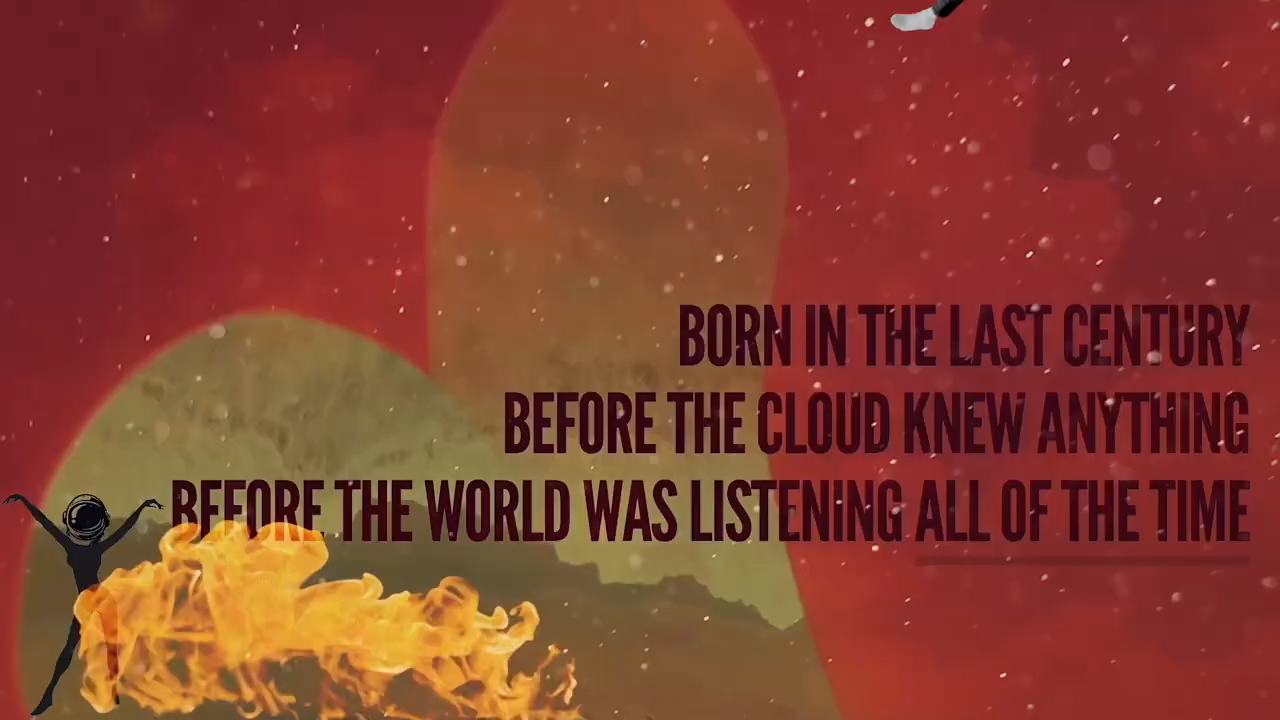 BORN IN THE LAST CENTURY
BEFORE THE CLOUD KNEW ANYTHING
BEFORE THE WORLD WAS LISTENING ALL OF THE TIME